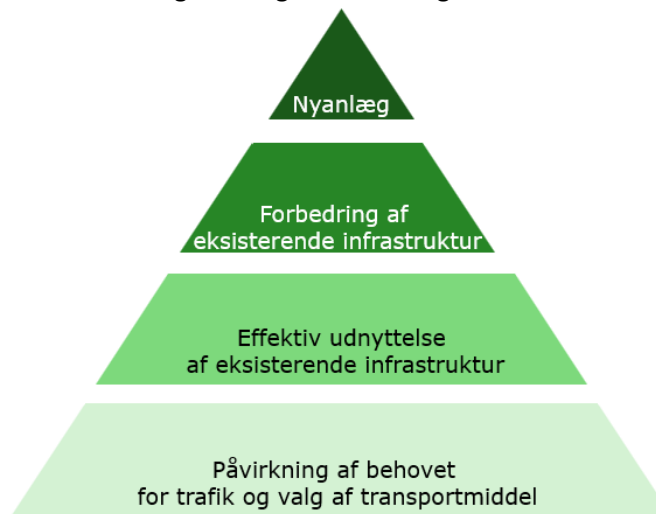 Nyanlæg
Forbedring af
eksisterende infrastruktur
Effektiv udnyttelse
af eksisterende infrastruktur
Påvirkning af behovet
for trafik og valg af transportmiddel